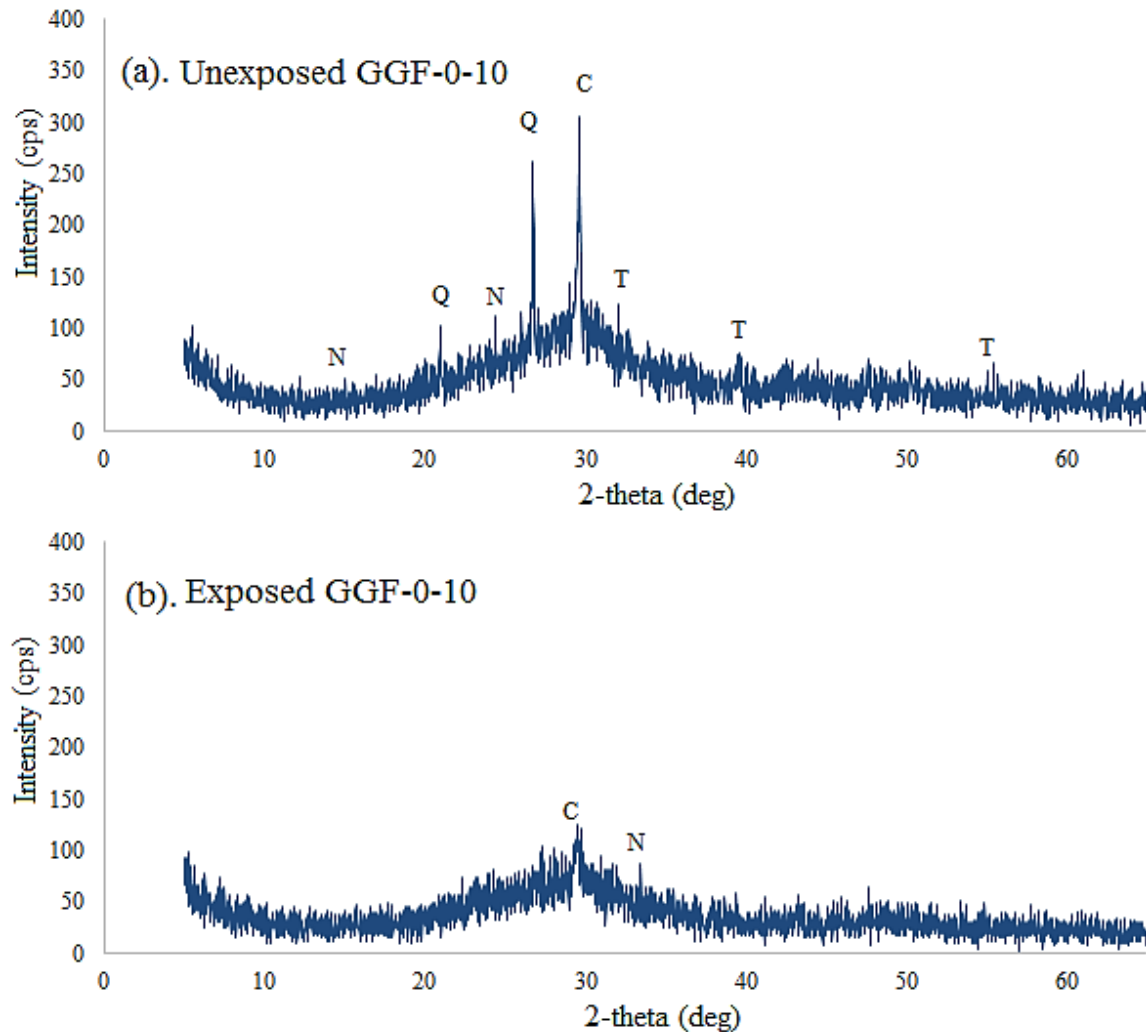 400
(a). Unexposed GGF-0-10
350
C
300
Q
250
200
Intensity (cps)
150
Q
N
T
100
N
T
T
50
0
0 10 20 30 40 50 60
2-theta (deg)
400
(b). Exposed GGF-0-10
350
300
250
200
Intensity (cps)
150
C
N
100
50
0
0 10 20 30 40 50 60
2-theta (deg)